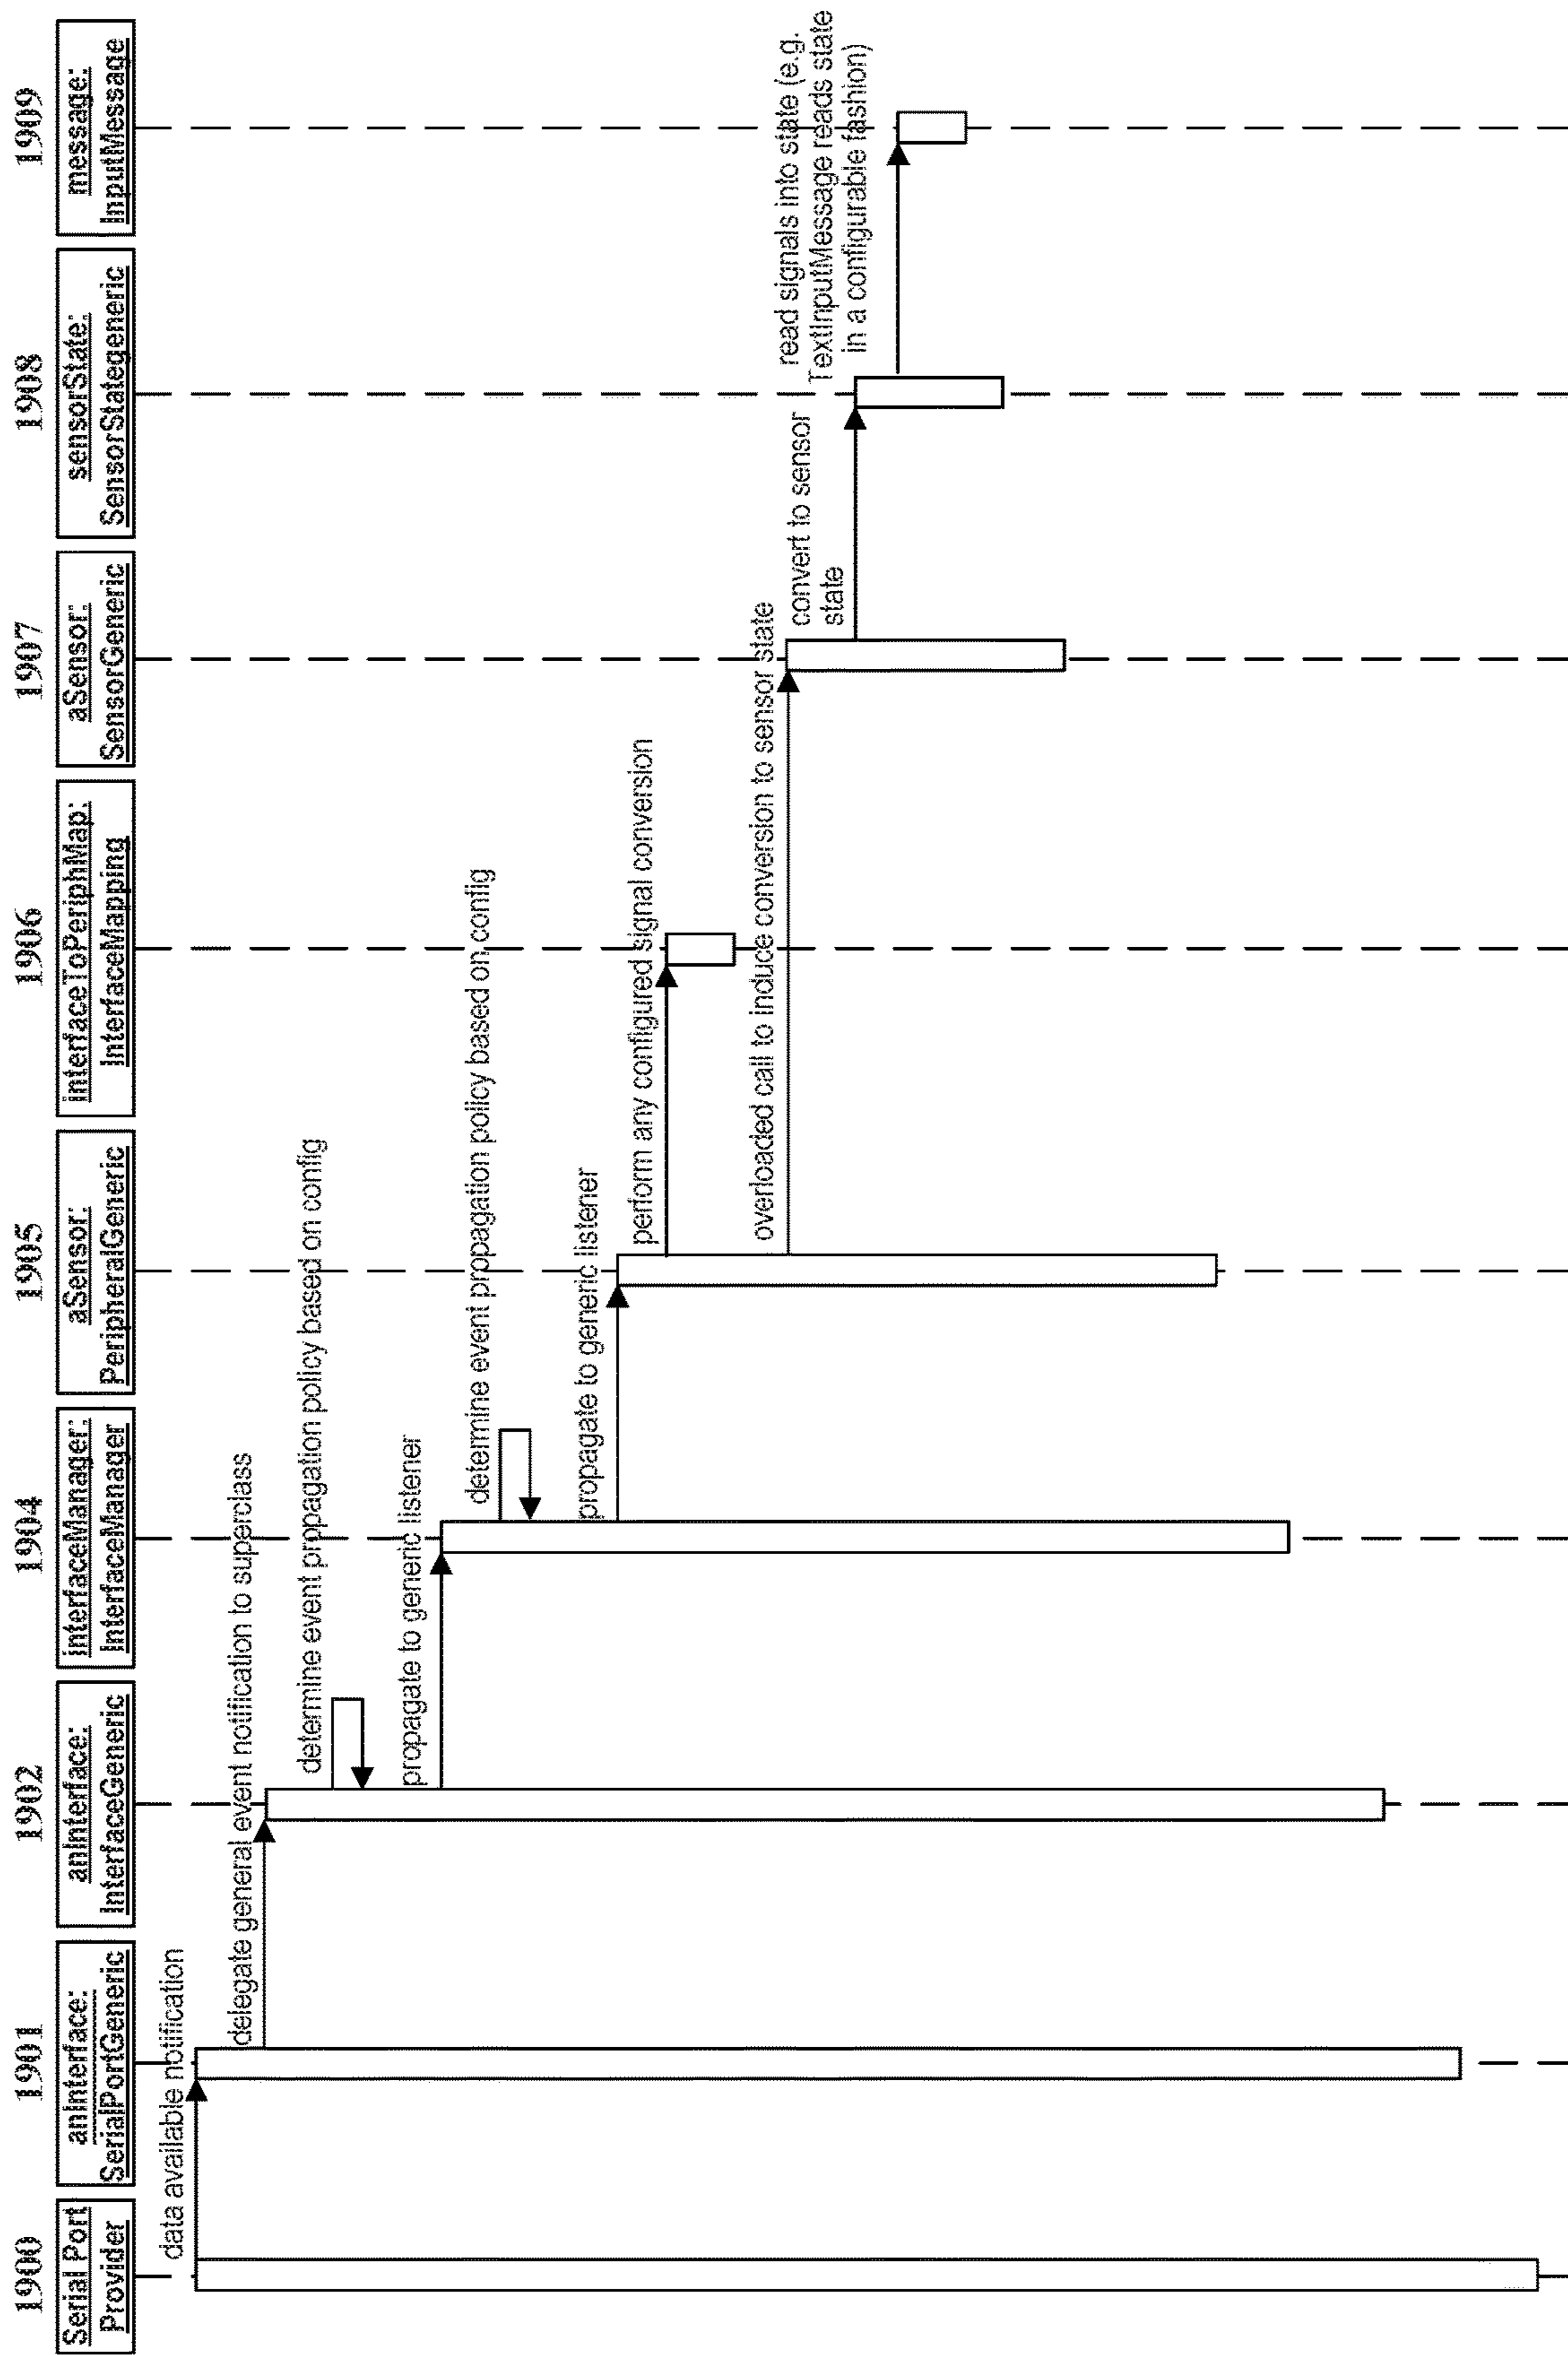 1900
Serial Port
Provider
1901
anInterface:
SerialPortGeneric
1902
anInterface:
InterfaceGeneric
1904
interfaceManager:
InterfaceManager
1905
aSensor:
PeripheralGeneric
1906
interfaceToPeriphMap:
InterfaceMapping
1907
aSensor:
SensorGeneric
1908
sensorState:
SensorStategeneric
1909
message:
InputMessage
data available notification
delegate general event notification to superclass
determine event propagation policy based on config
propagate to generic listener
determine event propagation policy based on config
propagate to generic listener
perform any configured signal conversion
overloaded call to induce conversion to sensor state
convert to sensor
state
read signals into state (e.g.
TextInputMessage reads state
in a configurable fashion)